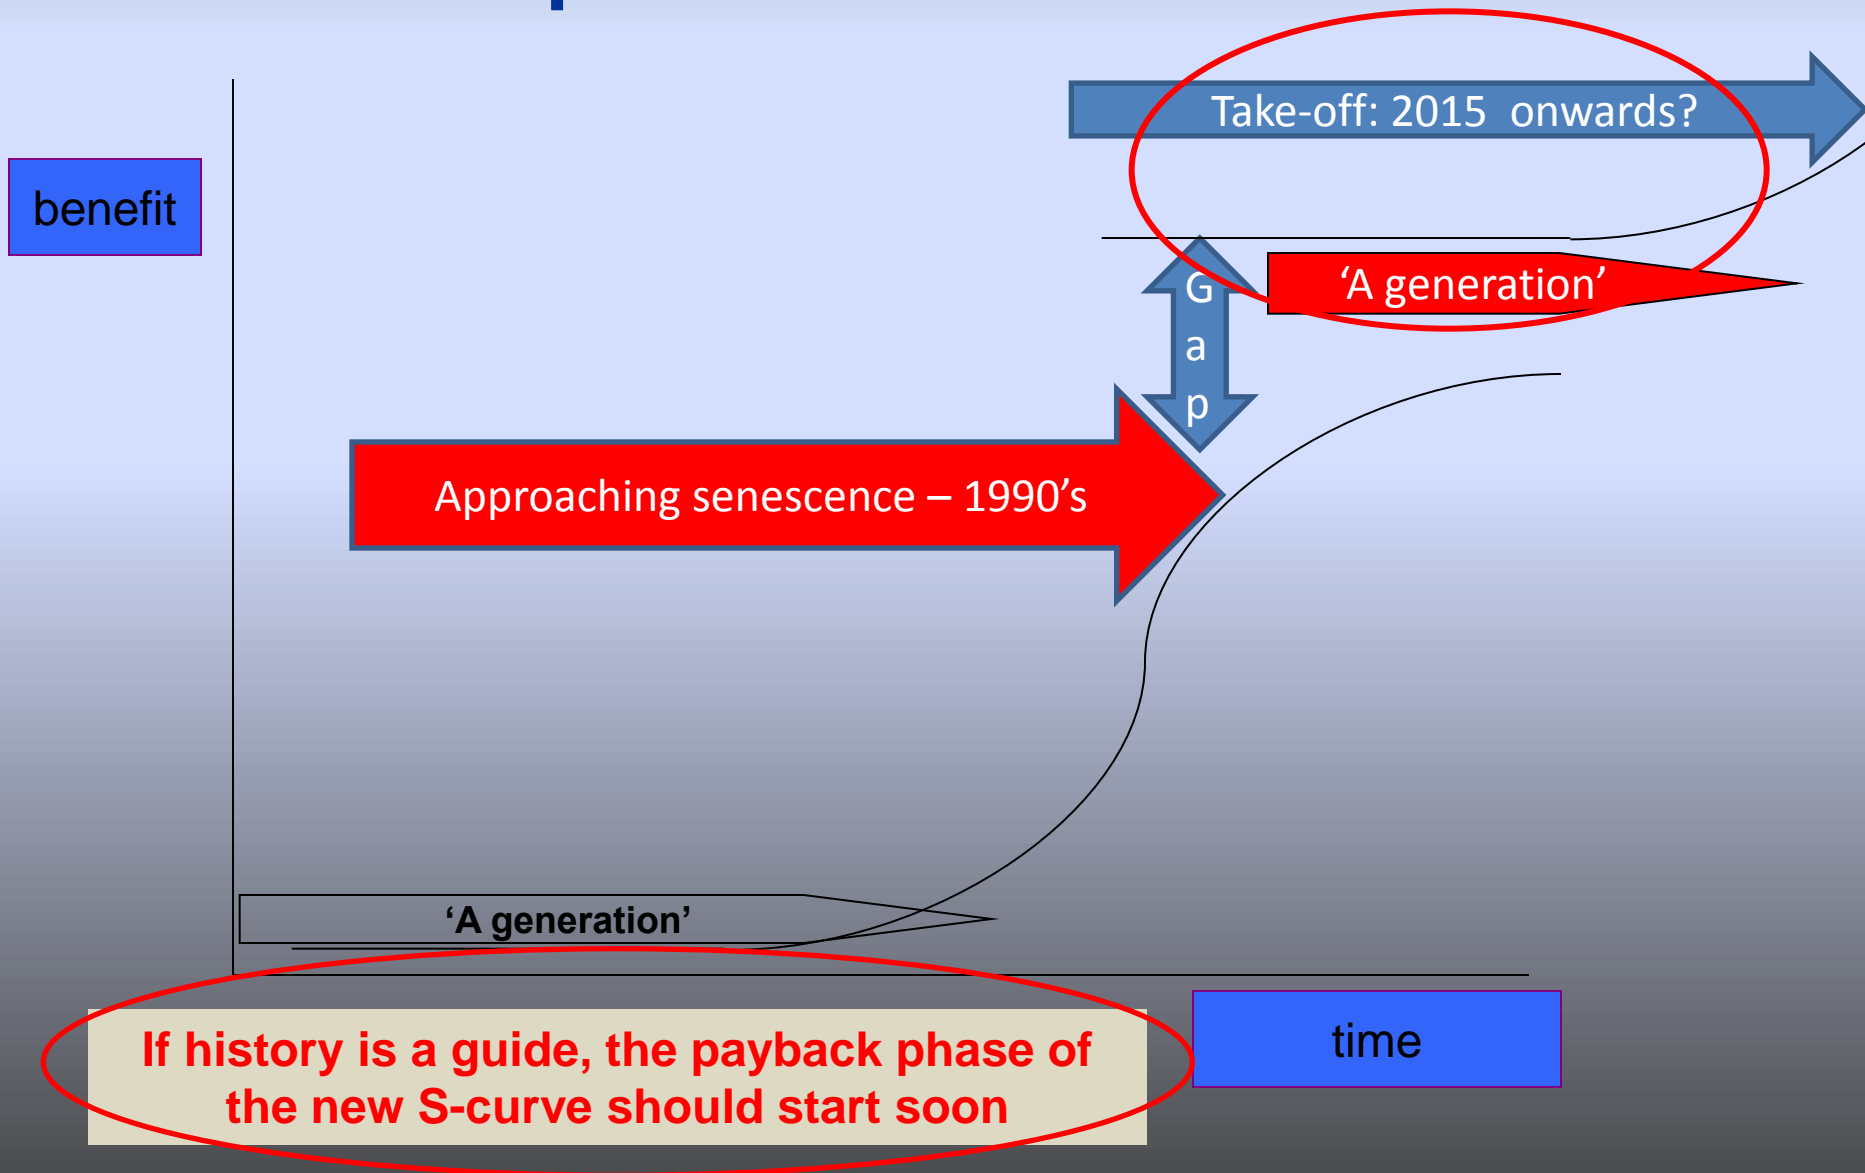 Take-off: 2015 onwards?
benefit
G
a
p
‘A generation’
Approaching senescence – 1990’s
‘A generation’
If history is a guide, the payback phase of
the new S-curve should start soon
time